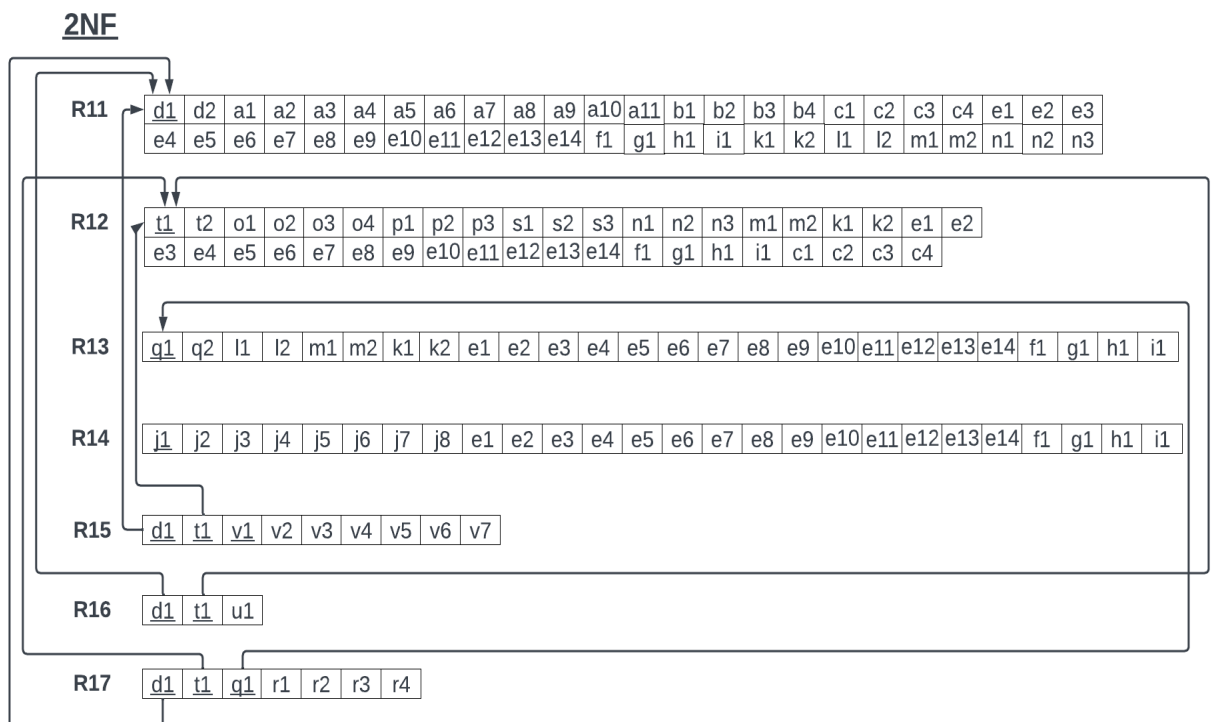 2NF
R11 d1 d2 a1 a2 a3 a4 a5 a6 a7 a8 a9 a10 a11 b1 b2 b3 b4 c1 c2 c3 c4 e1 e2 e3
e4 e5 e6 e7 e8 e9 e10 e11 e12 e13 e14 f1 g1 h1 i1 k1 k2 l1 l2 m1 m2 n1 n2 n3
R12 t1 t2 o1 o2 o3 o4 p1 p2 p3 s1 s2 s3 n1 n2 n3 m1 m2 k1 k2 e1 e2
e3 e4 e5 e6 e7 e8 e9 e10 e11 e12 e13 e14 f1 g1 h1 i1 c1 c2 c3 c4
R13 q1 q2 l1 l2 m1 m2 k1 k2 e1 e2 e3 e4 e5 e6 e7 e8 e9 e10 e11 e12 e13 e14 f1 g1 h1 i1
R14 j1 j2 j3 j4 j5 j6 j7 j8 e1 e2 e3 e4 e5 e6 e7 e8 e9 e10 e11 e12 e13 e14 f1 g1 h1 i1
R15 d1 t1 v1 v2 v3 v4 v5 v6 v7
R16 d1 t1 u1
R17 d1 t1 q1 r1 r2 r3 r4